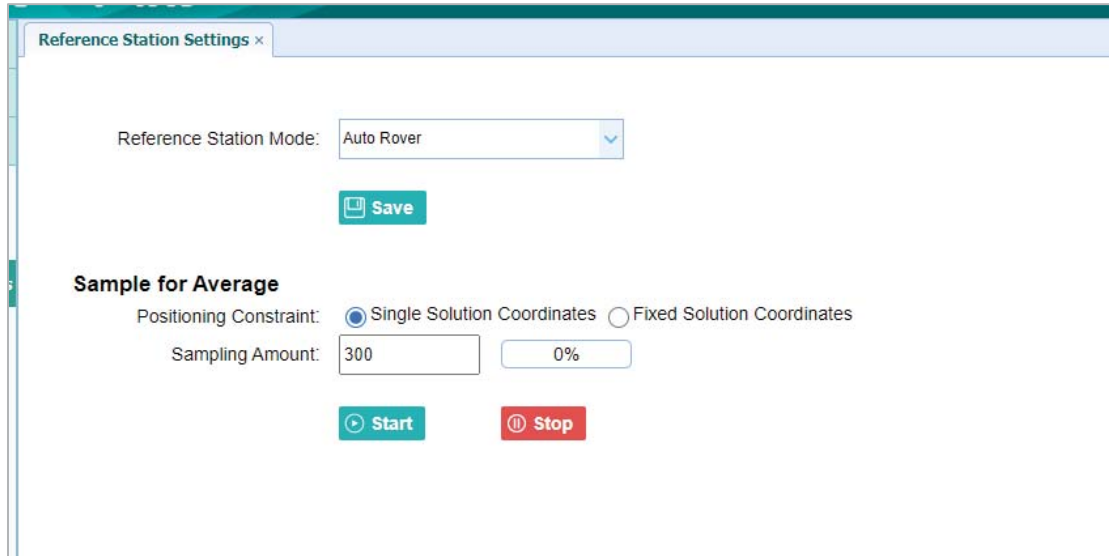 Reference Station Settings ×
Reference Station Mode: Auto Rover
Save
Sample for Average
Positioning Constraint: Single Solution Coordinates Fixed Solution Coordinates
Sampling Amount: 300 0%
Start Stop